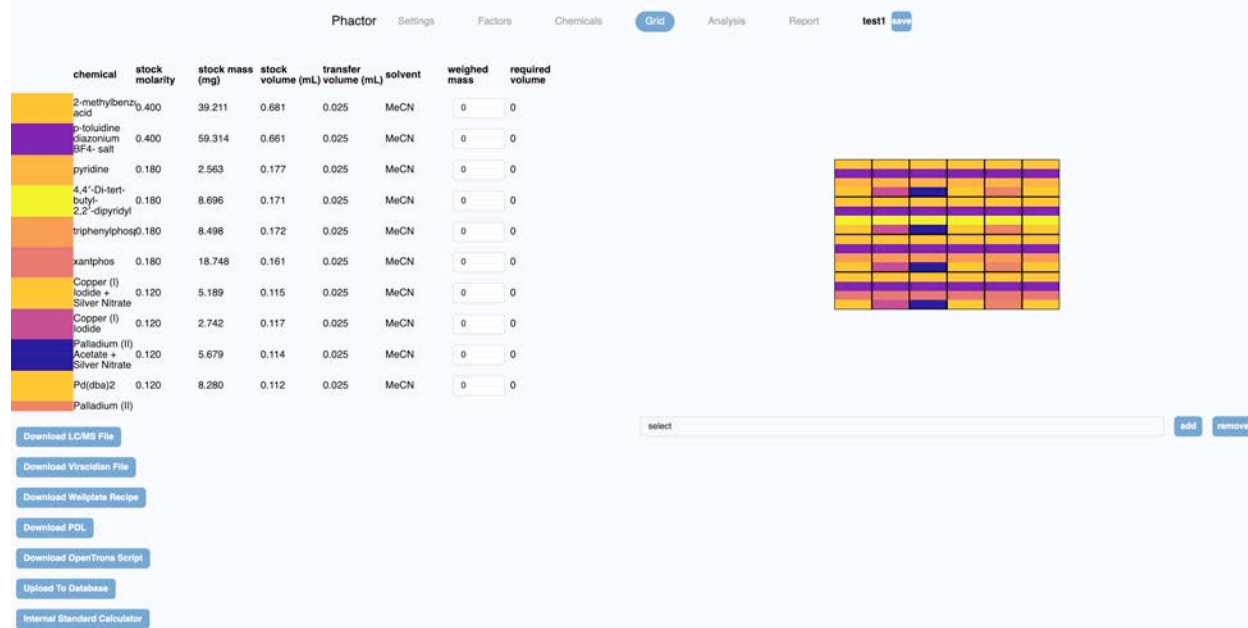 Phactor Settings Factors Chemicals Grid Analysis Report test1 save
chemical stock molarity stock mass (mg) stock volume (mL) transfer volume (mL) solvent weighed mass required volume
2-methylbenzo acid 0.400 39.211 0.681 0.025 MeCN 0 0
p-toluidine diazonium BF4- salt 0.400 59.314 0.661 0.025 MeCN 0 0
pyridine 0.180 2.563 0.177 0.025 MeCN 0 0
4,4'-Di-tert-butyl-2,2'-dipyridyl 0.180 8.696 0.171 0.025 MeCN 0 0
triphenylphosp 0.180 8.498 0.172 0.025 MeCN 0 0
xantphos 0.180 18.748 0.161 0.025 MeCN 0 0
Copper (I) Iodide + Silver Nitrate 0.120 5.189 0.115 0.025 MeCN 0 0
Copper (I) Iodide 0.120 2.742 0.117 0.025 MeCN 0 0
Palladium (II) Acetate + Silver Nitrate 0.120 5.679 0.114 0.025 MeCN 0 0
Pd(dba)2 0.120 8.280 0.112 0.025 MeCN 0 0
Palladium (II)
select add remove
Download LC/MS File
Download Virscidian File
Download Wellplate Recipe
Download PDL
Download OpenTrons Script
Upload To Database
Internal Standard Calculator